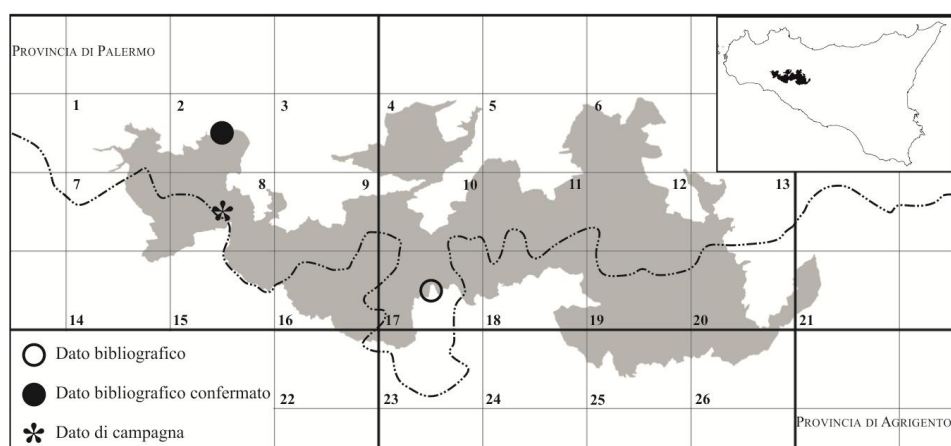 PROVINCIA DI PALERMO
1 2 3 4 5 6
7 8 9 10 11 12 13
14 15 16 17 18 19 20 21
Dato bibliografico
Dato bibliografico confermato
22 23 24 25 26
Dato di campagna
PROVINCIA DI AGRIGENTO